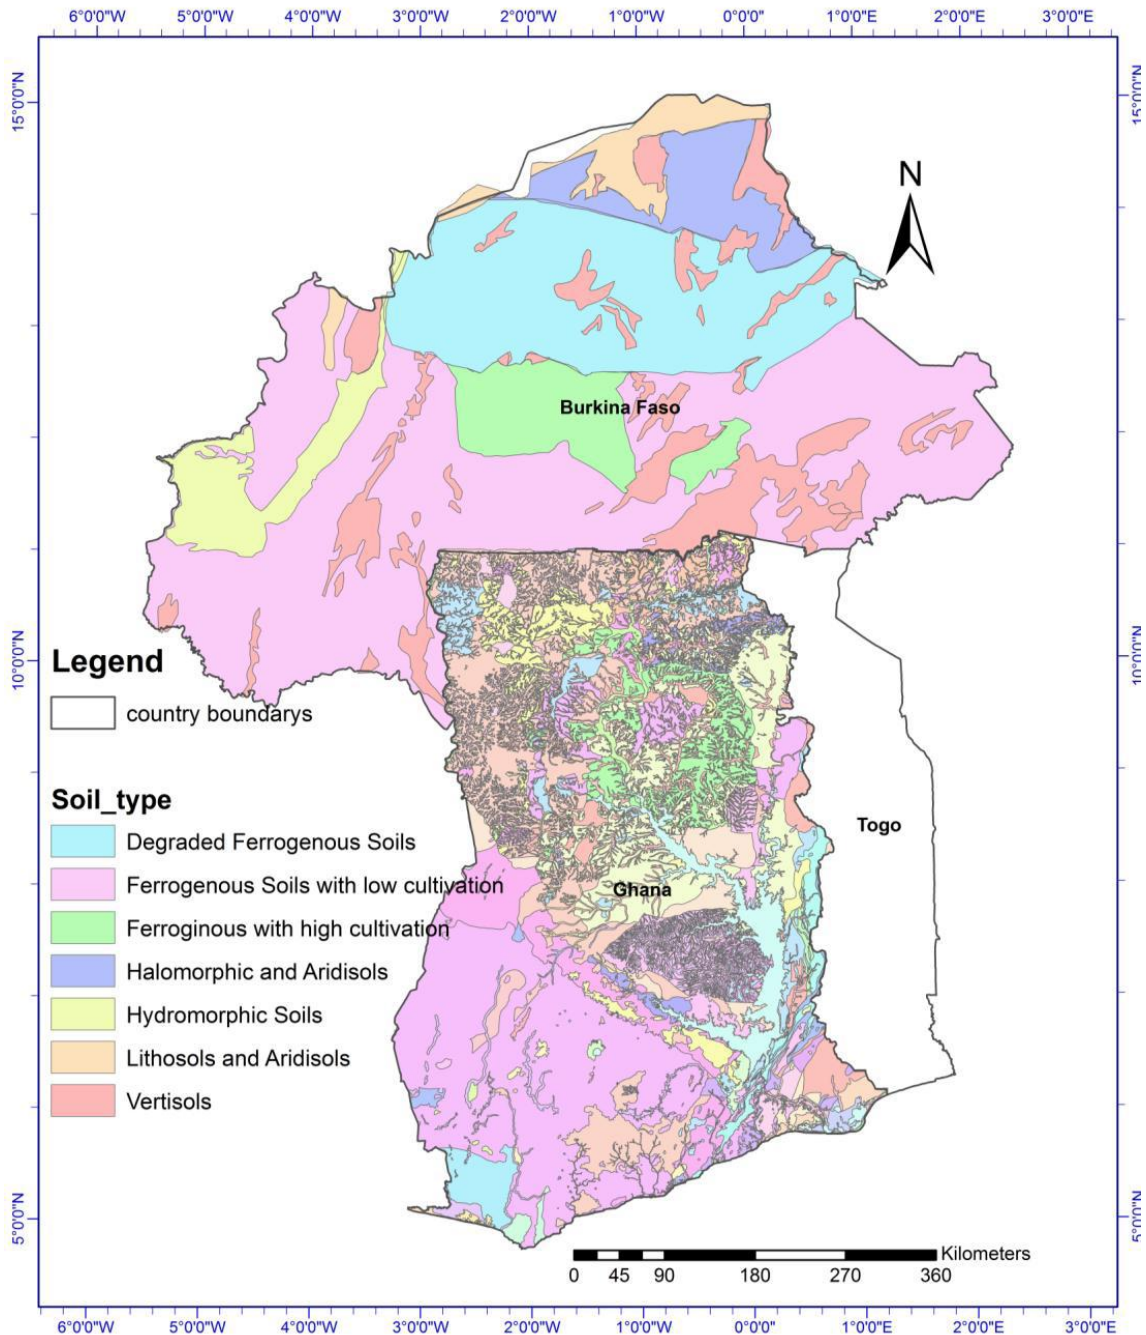 6°0'0"W 5°0'0"W 4°0'0"W 3°0'0"W 2°0'0"W 1°0'0"W 0°0'0" 1°0'0"E 2°0'0"E 3°0'0"E
15°0'0"N 15°0'0"N
N
Burkina Faso
10°0'0"N 10°0'0"N
Legend
country boundarys
Soil_type
Degraded Ferrogenous Soils
Togo
Ferrogenous Soils with low cultivation
Ghana
Ferroginous with high cultivation
Halomorphic and Aridisols
Hydromorphic Soils
Lithosols and Aridisols
Vertisols
5°0'0"N 5°0'0"N
Kilometers
0 45 90 180 270 360
6°0'0"W 5°0'0"W 4°0'0"W 3°0'0"W 2°0'0"W 1°0'0"W 0°0'0" 1°0'0"E 2°0'0"E 3°0'0"E